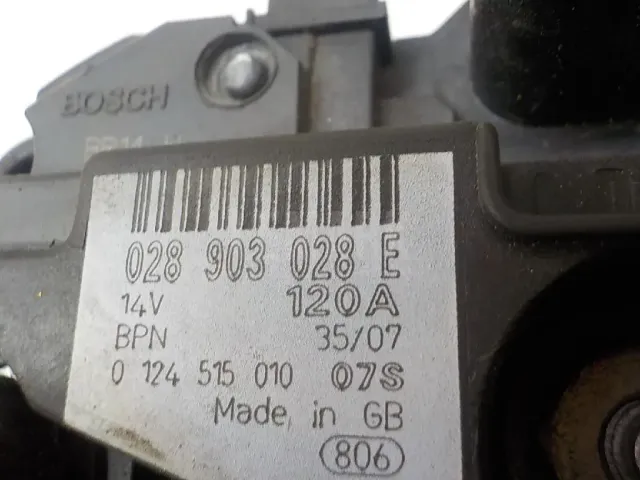 BOSCH
028 903 028 E
14V 120A
BPN 35/07
0 124 515 010 07S
Made in GB
806